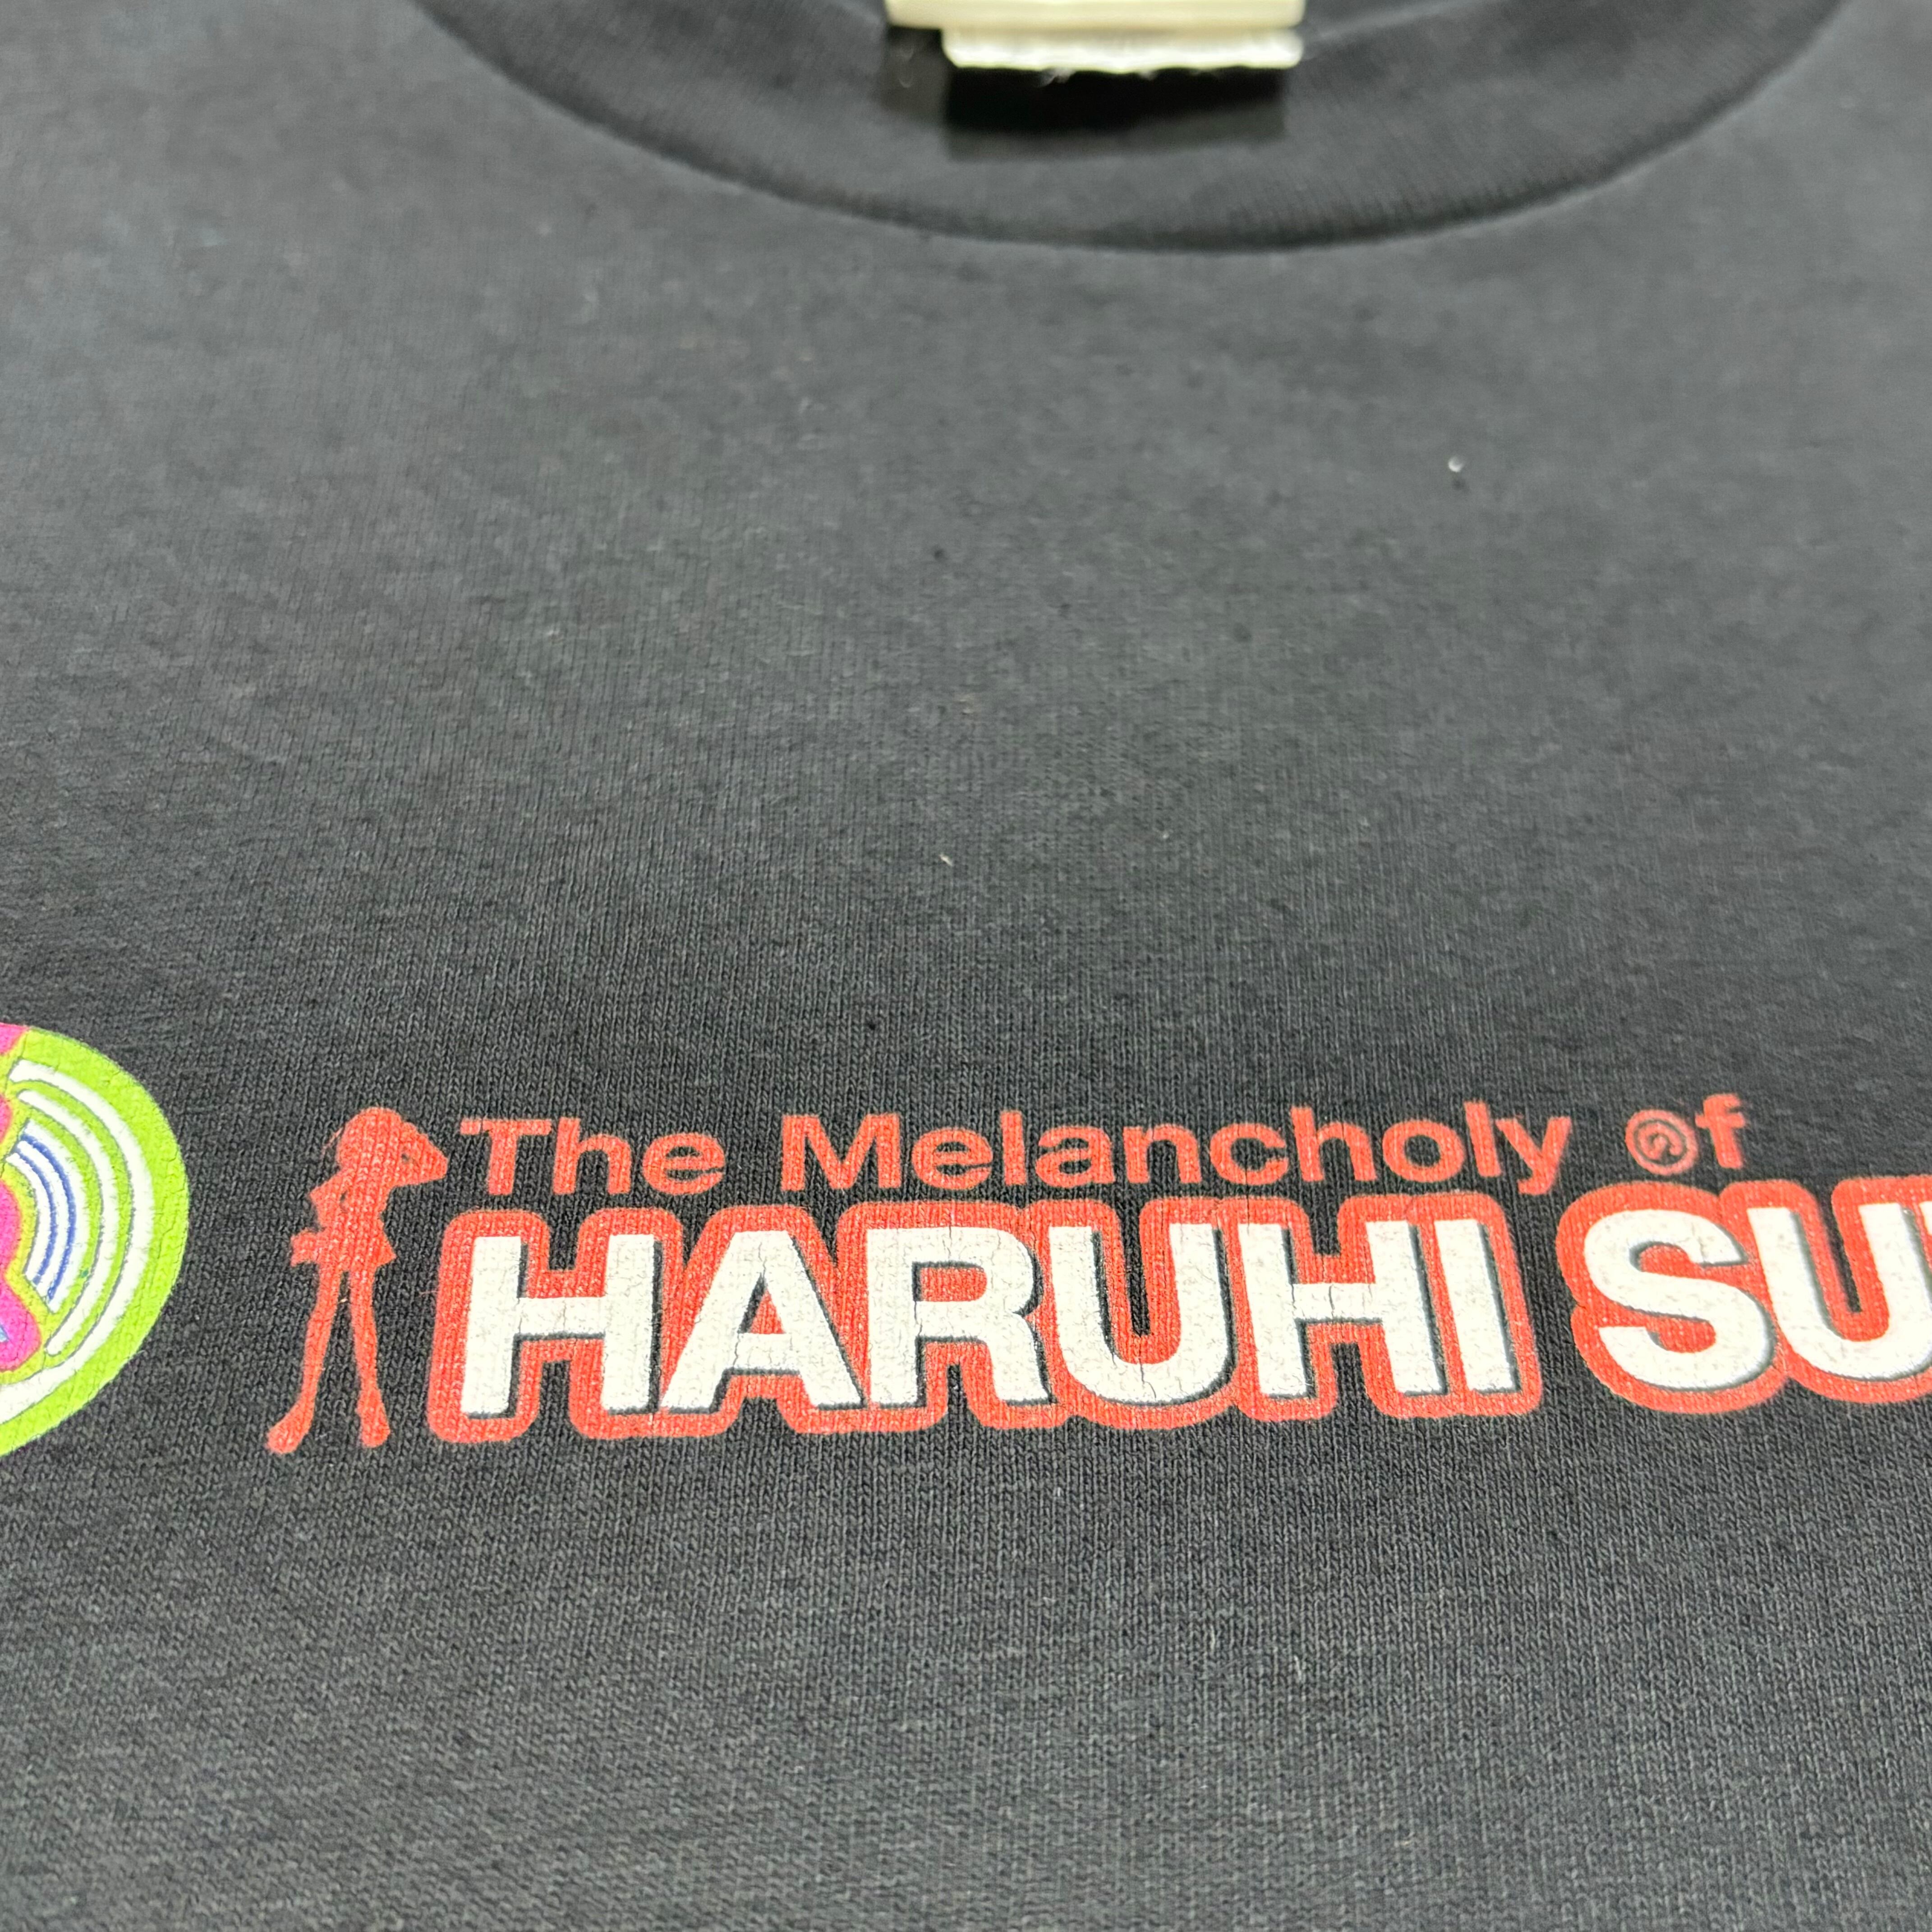 The Melancholy of
HARUHI SU